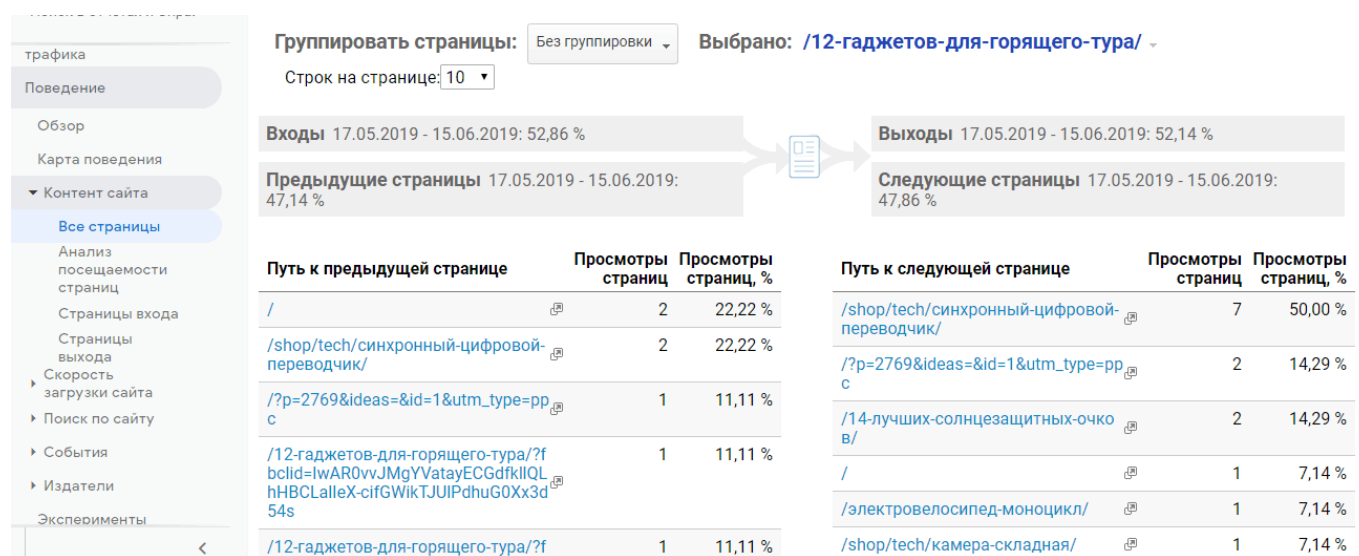 трафика
Поведение
Обзор
Карта поведения
Контент сайта
Все страницы
Анализ
посещаемости
страниц
Страницы входа
Страницы
выхода
Скорость
загрузки сайта
Поиск по сайту
События
Издатели
Эксперименты
Группировать страницы: Без группировки Выбрано: /12-гаджетов-для-горящего-тура/
Строк на странице: 10
Входы 17.05.2019 - 15.06.2019: 52,86 %
Предыдущие страницы 17.05.2019 - 15.06.2019:
47,14 %
Выходы 17.05.2019 - 15.06.2019: 52,14 %
Следующие страницы 17.05.2019 - 15.06.2019:
47,86 %
Путь к предыдущей странице Просмотры страниц Просмотры страниц, %
/ 2 22,22 %
/shop/tech/синхронный-цифровой- 2 22,22 %
переводчик/
/?p=2769&ideas=&id=1&utm_type=pp 1 11,11 %
c
/12-гаджетов-для-горящего-тура/?f 1 11,11 %
bclid=IwAR0vvJMgYVatayECGdfkIlQL
hHBCLaIleX-cifGWikTJUIPdhuG0Xx3d
54s
/12-гаджетов-для-горящего-тура/?f 1 11,11 %
Путь к следующей странице Просмотры страниц Просмотры страниц, %
/shop/tech/синхронный-цифровой- 7 50,00 %
переводчик/
/?p=2769&ideas=&id=1&utm_type=pp 2 14,29 %
c
/14-лучших-солнцезащитных-очко 2 14,29 %
в/
/ 1 7,14 %
/электровелосипед-моноцикл/ 1 7,14 %
/shop/tech/камера-складная/ 1 7,14 %